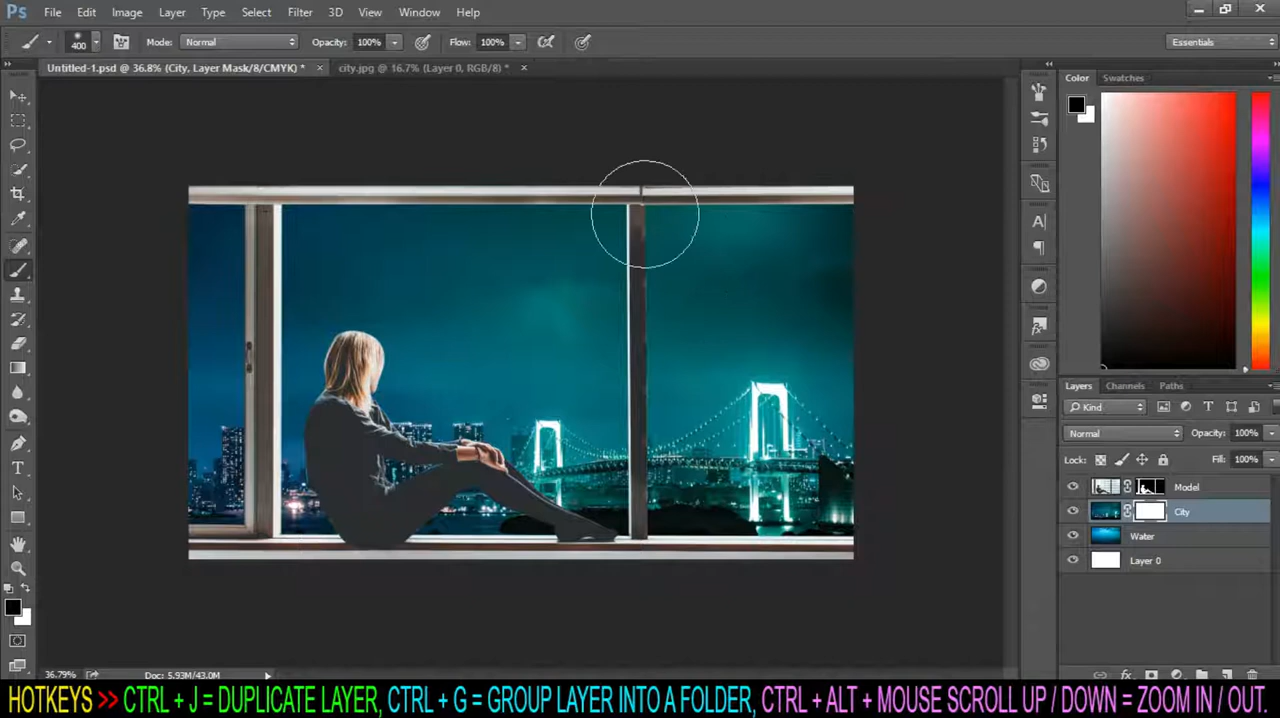 Ps File Edit Image Layer Type Select Filter 3D View Window Help
400 Mode: Normal Opacity: 100% Flow: 100% Essentials
Untitled-1.psd @ 36.8% (City, Layer Mask/8/CMYK) * × city.jpg @ 16.7% (Layer 0, RGB/8) * ×
Color Swatches
Layers Channels Paths
Kind
Normal Opacity: 100%
Lock: Fill: 100%
Model
City
Water
Layer 0
36.79% Doc: 5.93M/43.0M
HOTKEYS >> CTRL + J = DUPLICATE LAYER, CTRL + G = GROUP LAYER INTO A FOLDER, CTRL + ALT + MOUSE SCROLL UP / DOWN = ZOOM IN / OUT.